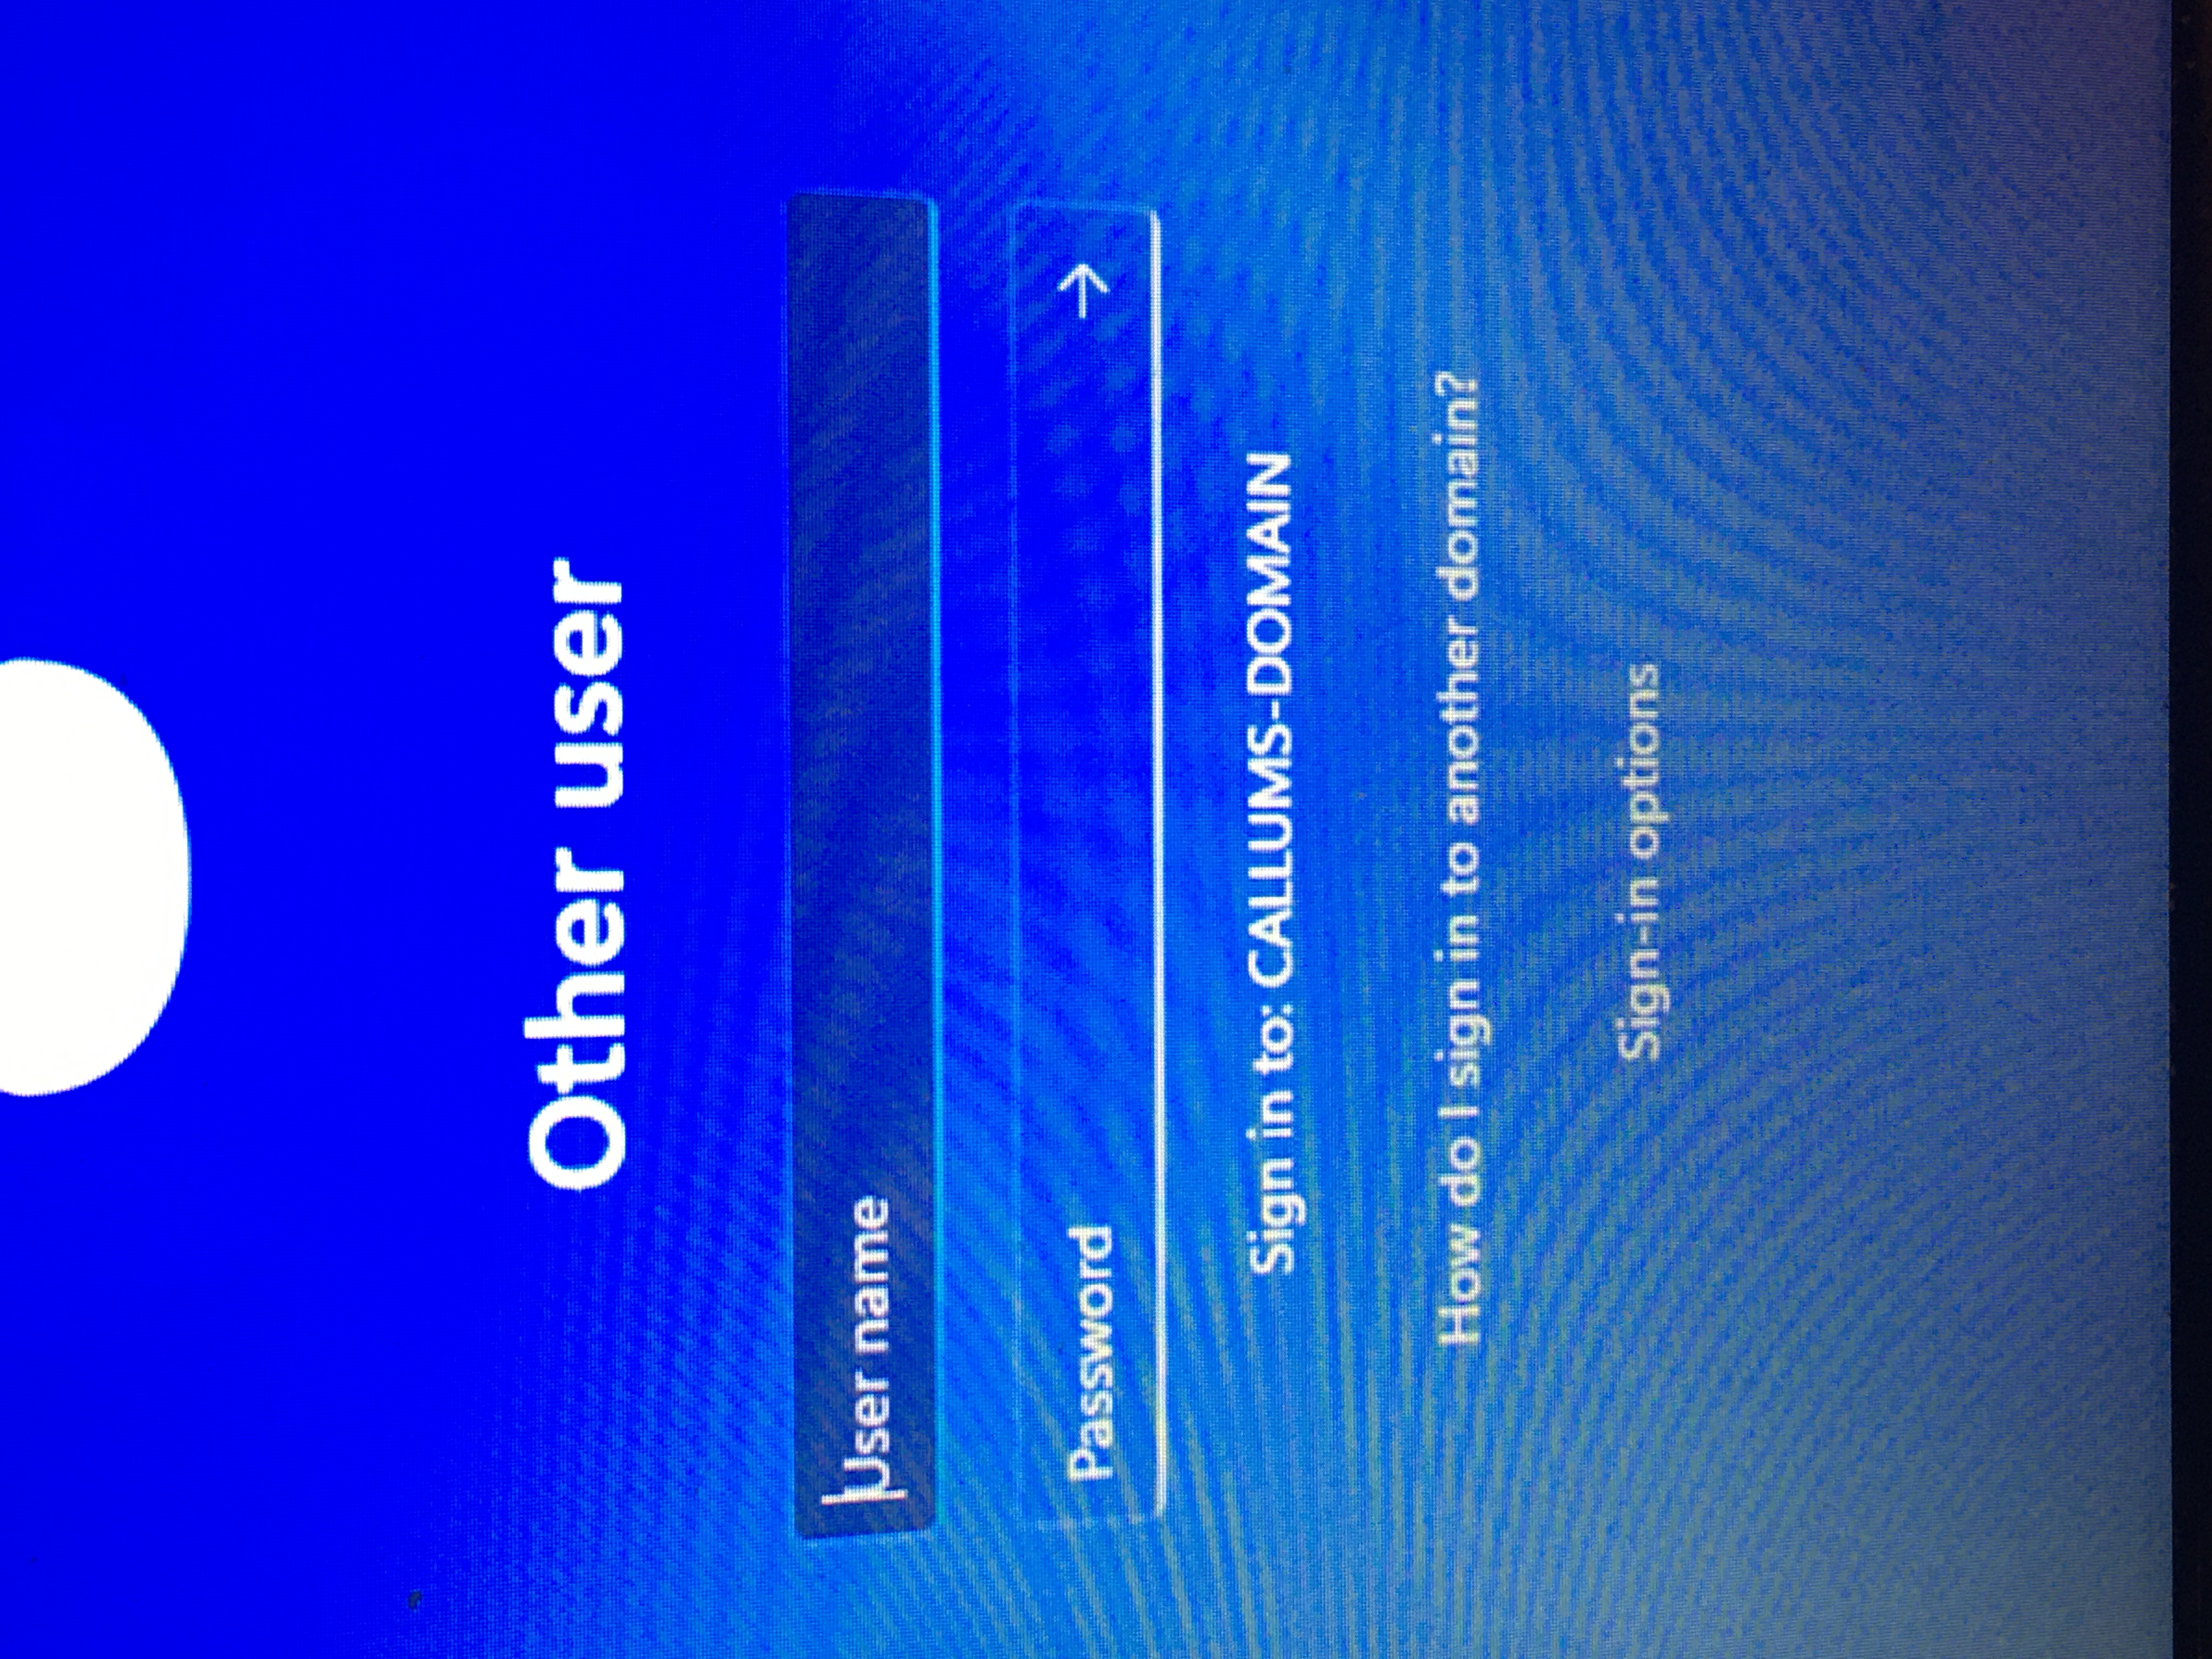 Other user
User name
Password
Sign in to: CALLUMS-DOMAIN
How do I sign in to another domain?
Sign-in options